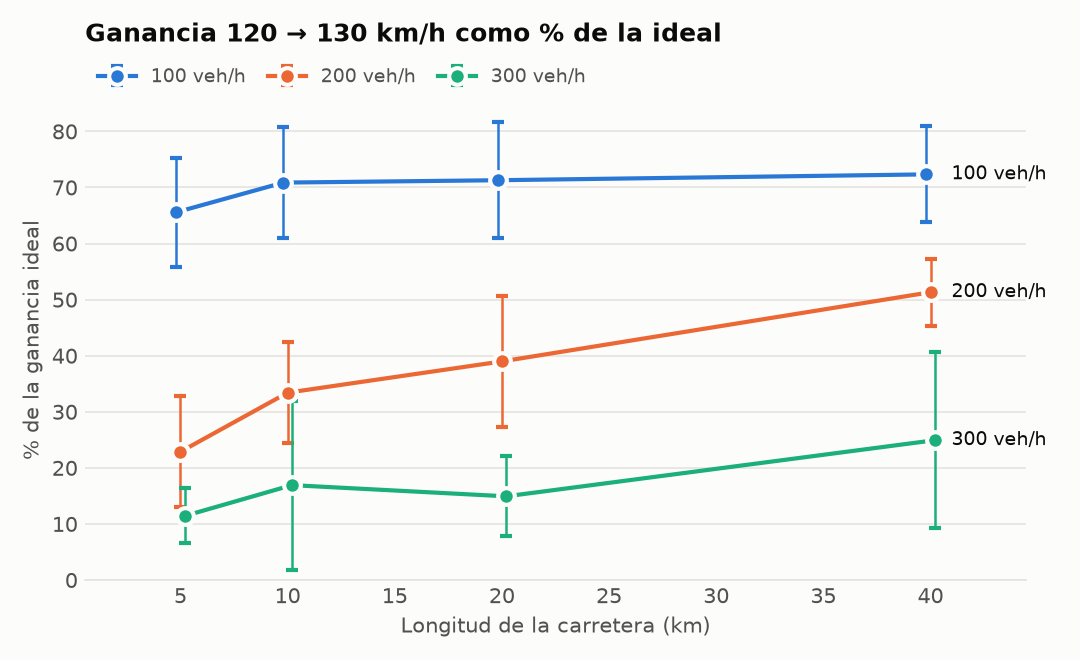 Ganancia 120 → 130 km/h como % de la ideal
100 veh/h 200 veh/h 300 veh/h
% de la ganancia ideal
80
70
60
50
40
30
20
10
0
100 veh/h
200 veh/h
300 veh/h
5 10 15 20 25 30 35 40
Longitud de la carretera (km)